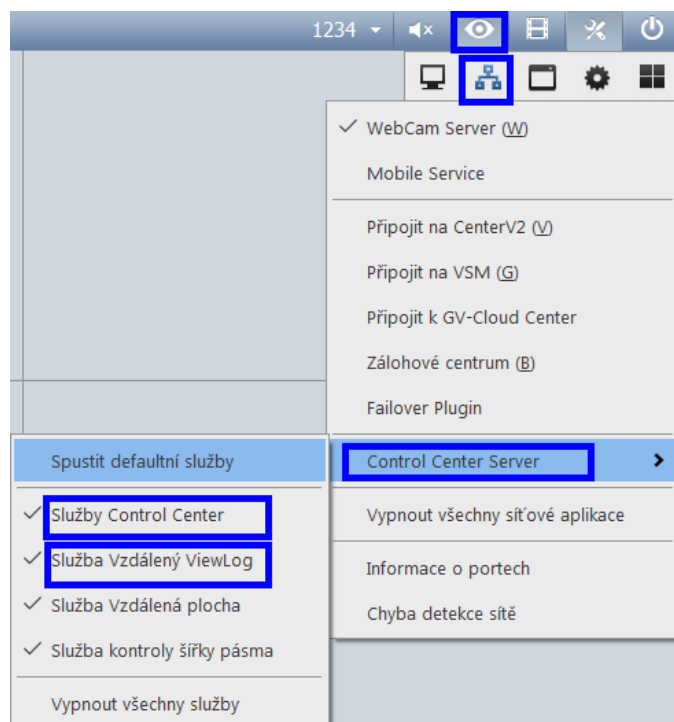 1234
WebCam Server (W)
Mobile Service
Připojit na CenterV2 (V)
Připojit na VSM (G)
Připojit k GV-Cloud Center
Zálohové centrum (B)
Failover Plugin
Control Center Server
Vypnout všechny síťové aplikace
Informace o portech
Chyba detekce sítě
Spustit defaultní služby
Služby Control Center
Služba Vzdálený ViewLog
Služba Vzdálená plocha
Služba kontroly šířky pásma
Vypnout všechny služby